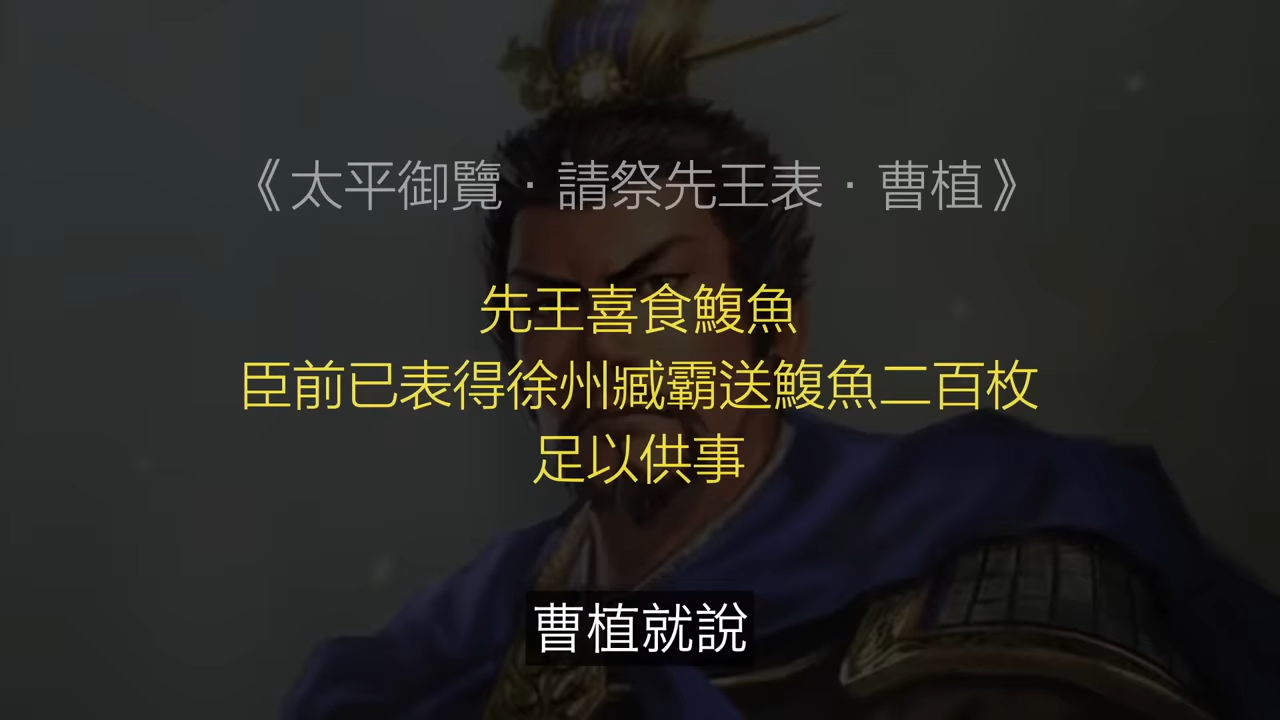 《太平御覽·請祭先王表·曹植》
先王喜食鰒魚
臣前已表得徐州臧霸送鰒魚二百枚
足以供事
曹植就說